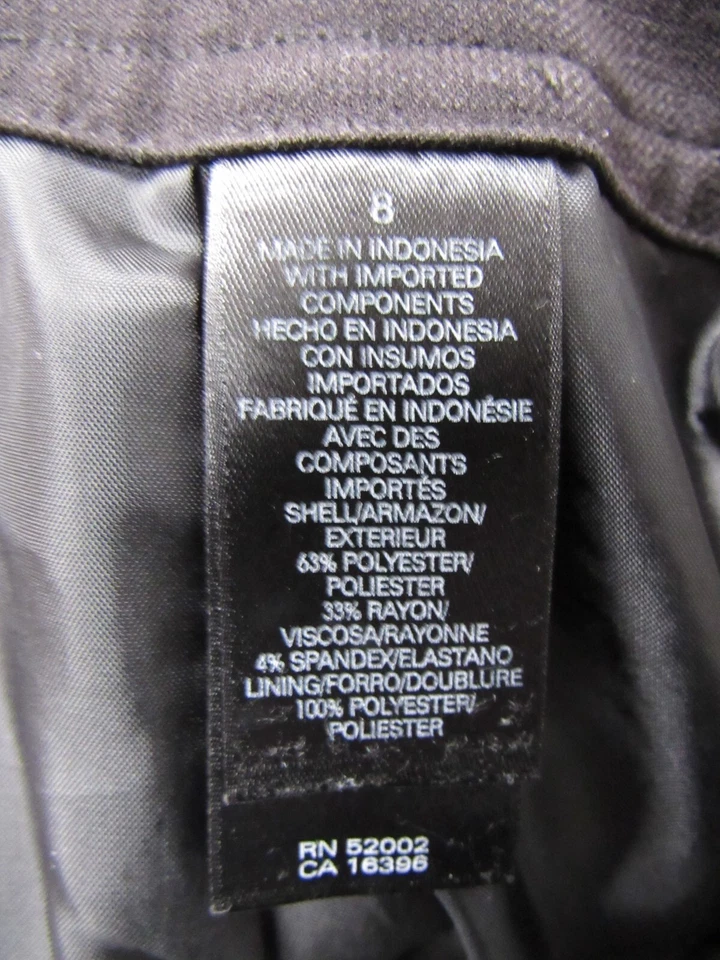 8
MADE IN INDONESIA
WITH IMPORTED
COMPONENTS
HECHO EN INDONESIA
CON INSUMOS
IMPORTADOS
FABRIQUÉ EN INDONÉSIE
AVEC DES
COMPOSANTS
IMPORTÉS
SHELL/ARMAZON/
EXTERIEUR
63% POLYESTER/
POLIESTER
33% RAYON/
VISCOSA/RAYONNE
4% SPANDEX/ELASTANO
LINING/FORRO/DOUBLURE
100% POLYESTER/
POLIESTER
RN 52002
CA 16396